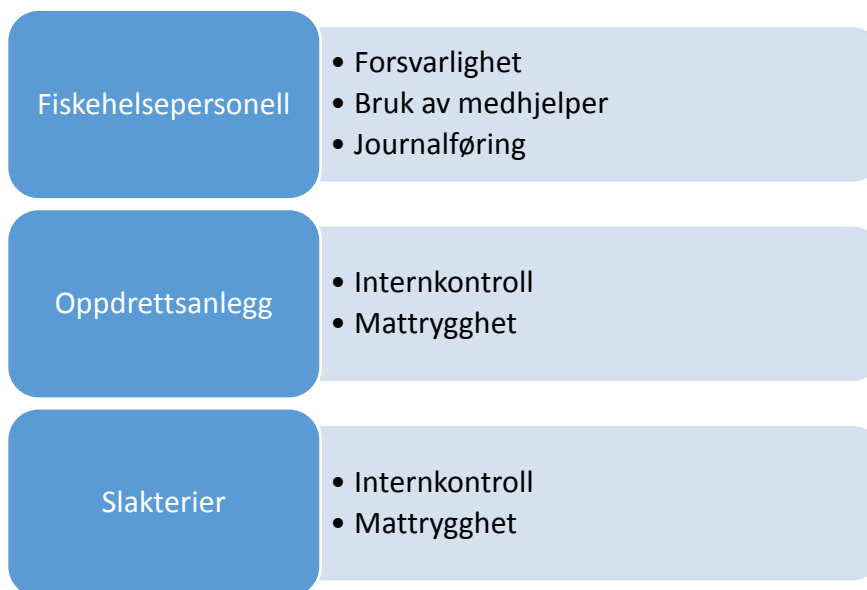 Fiskehelsepersonell
• Forsvarlighet
• Bruk av medhjelper
• Journalføring
Oppdrettsanlegg
• Internkontroll
• Mattrygghet
Slakterier
• Internkontroll
• Mattrygghet